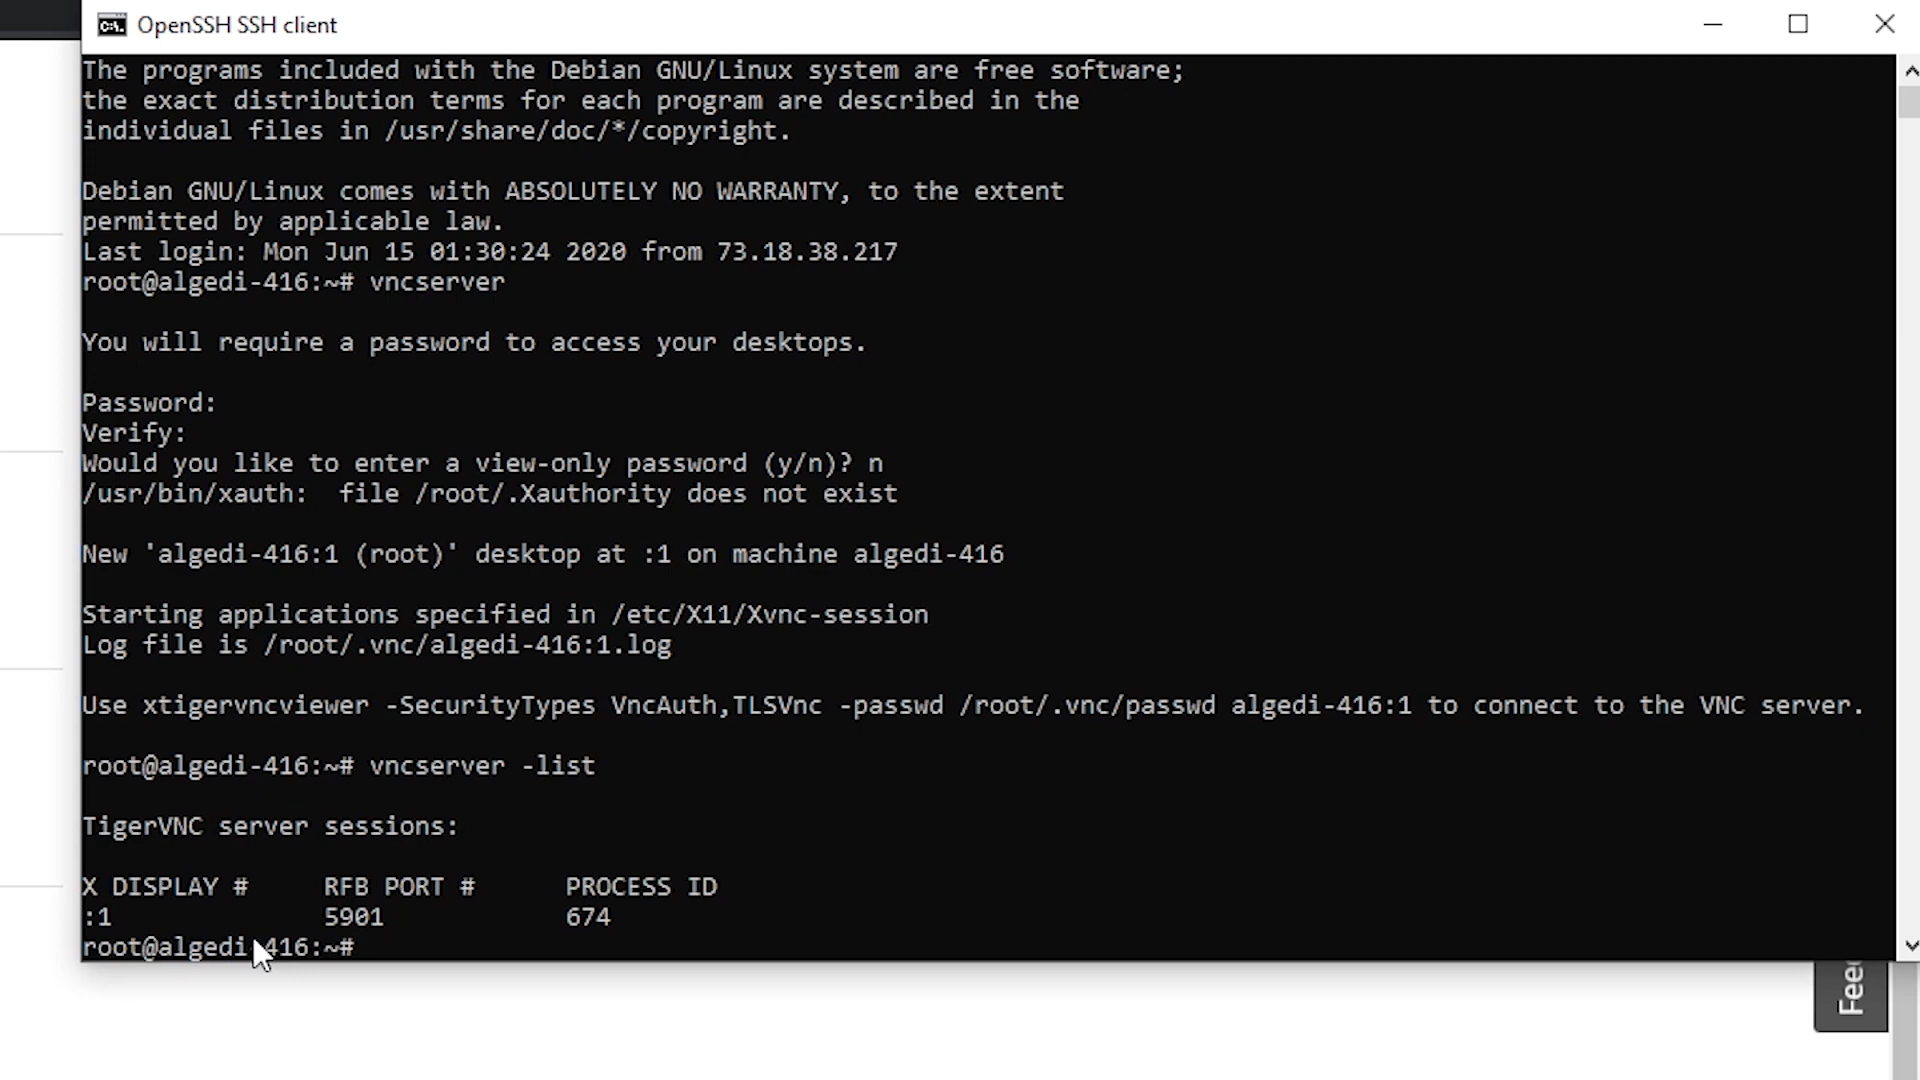 OpenSSH SSH client
The programs included with the Debian GNU/Linux system are free software;
the exact distribution terms for each program are described in the
individual files in /usr/share/doc/*/copyright.
Debian GNU/Linux comes with ABSOLUTELY NO WARRANTY, to the extent
permitted by applicable law.
Last login: Mon Jun 15 01:30:24 2020 from 73.18.38.217
root@algedi-416:~# vncserver
You will require a password to access your desktops.
Password:
Verify:
Would you like to enter a view-only password (y/n)? n
/usr/bin/xauth:  file /root/.Xauthority does not exist
New 'algedi-416:1 (root)' desktop at :1 on machine algedi-416
Starting applications specified in /etc/X11/Xvnc-session
Log file is /root/.vnc/algedi-416:1.log
Use xtigervncviewer -SecurityTypes VncAuth,TLSVnc -passwd /root/.vnc/passwd algedi-416:1 to connect to the VNC server.
root@algedi-416:~# vncserver -list
TigerVNC server sessions:
X DISPLAY #     RFB PORT #      PROCESS ID
:1              5901            674
root@algedi-416:~#